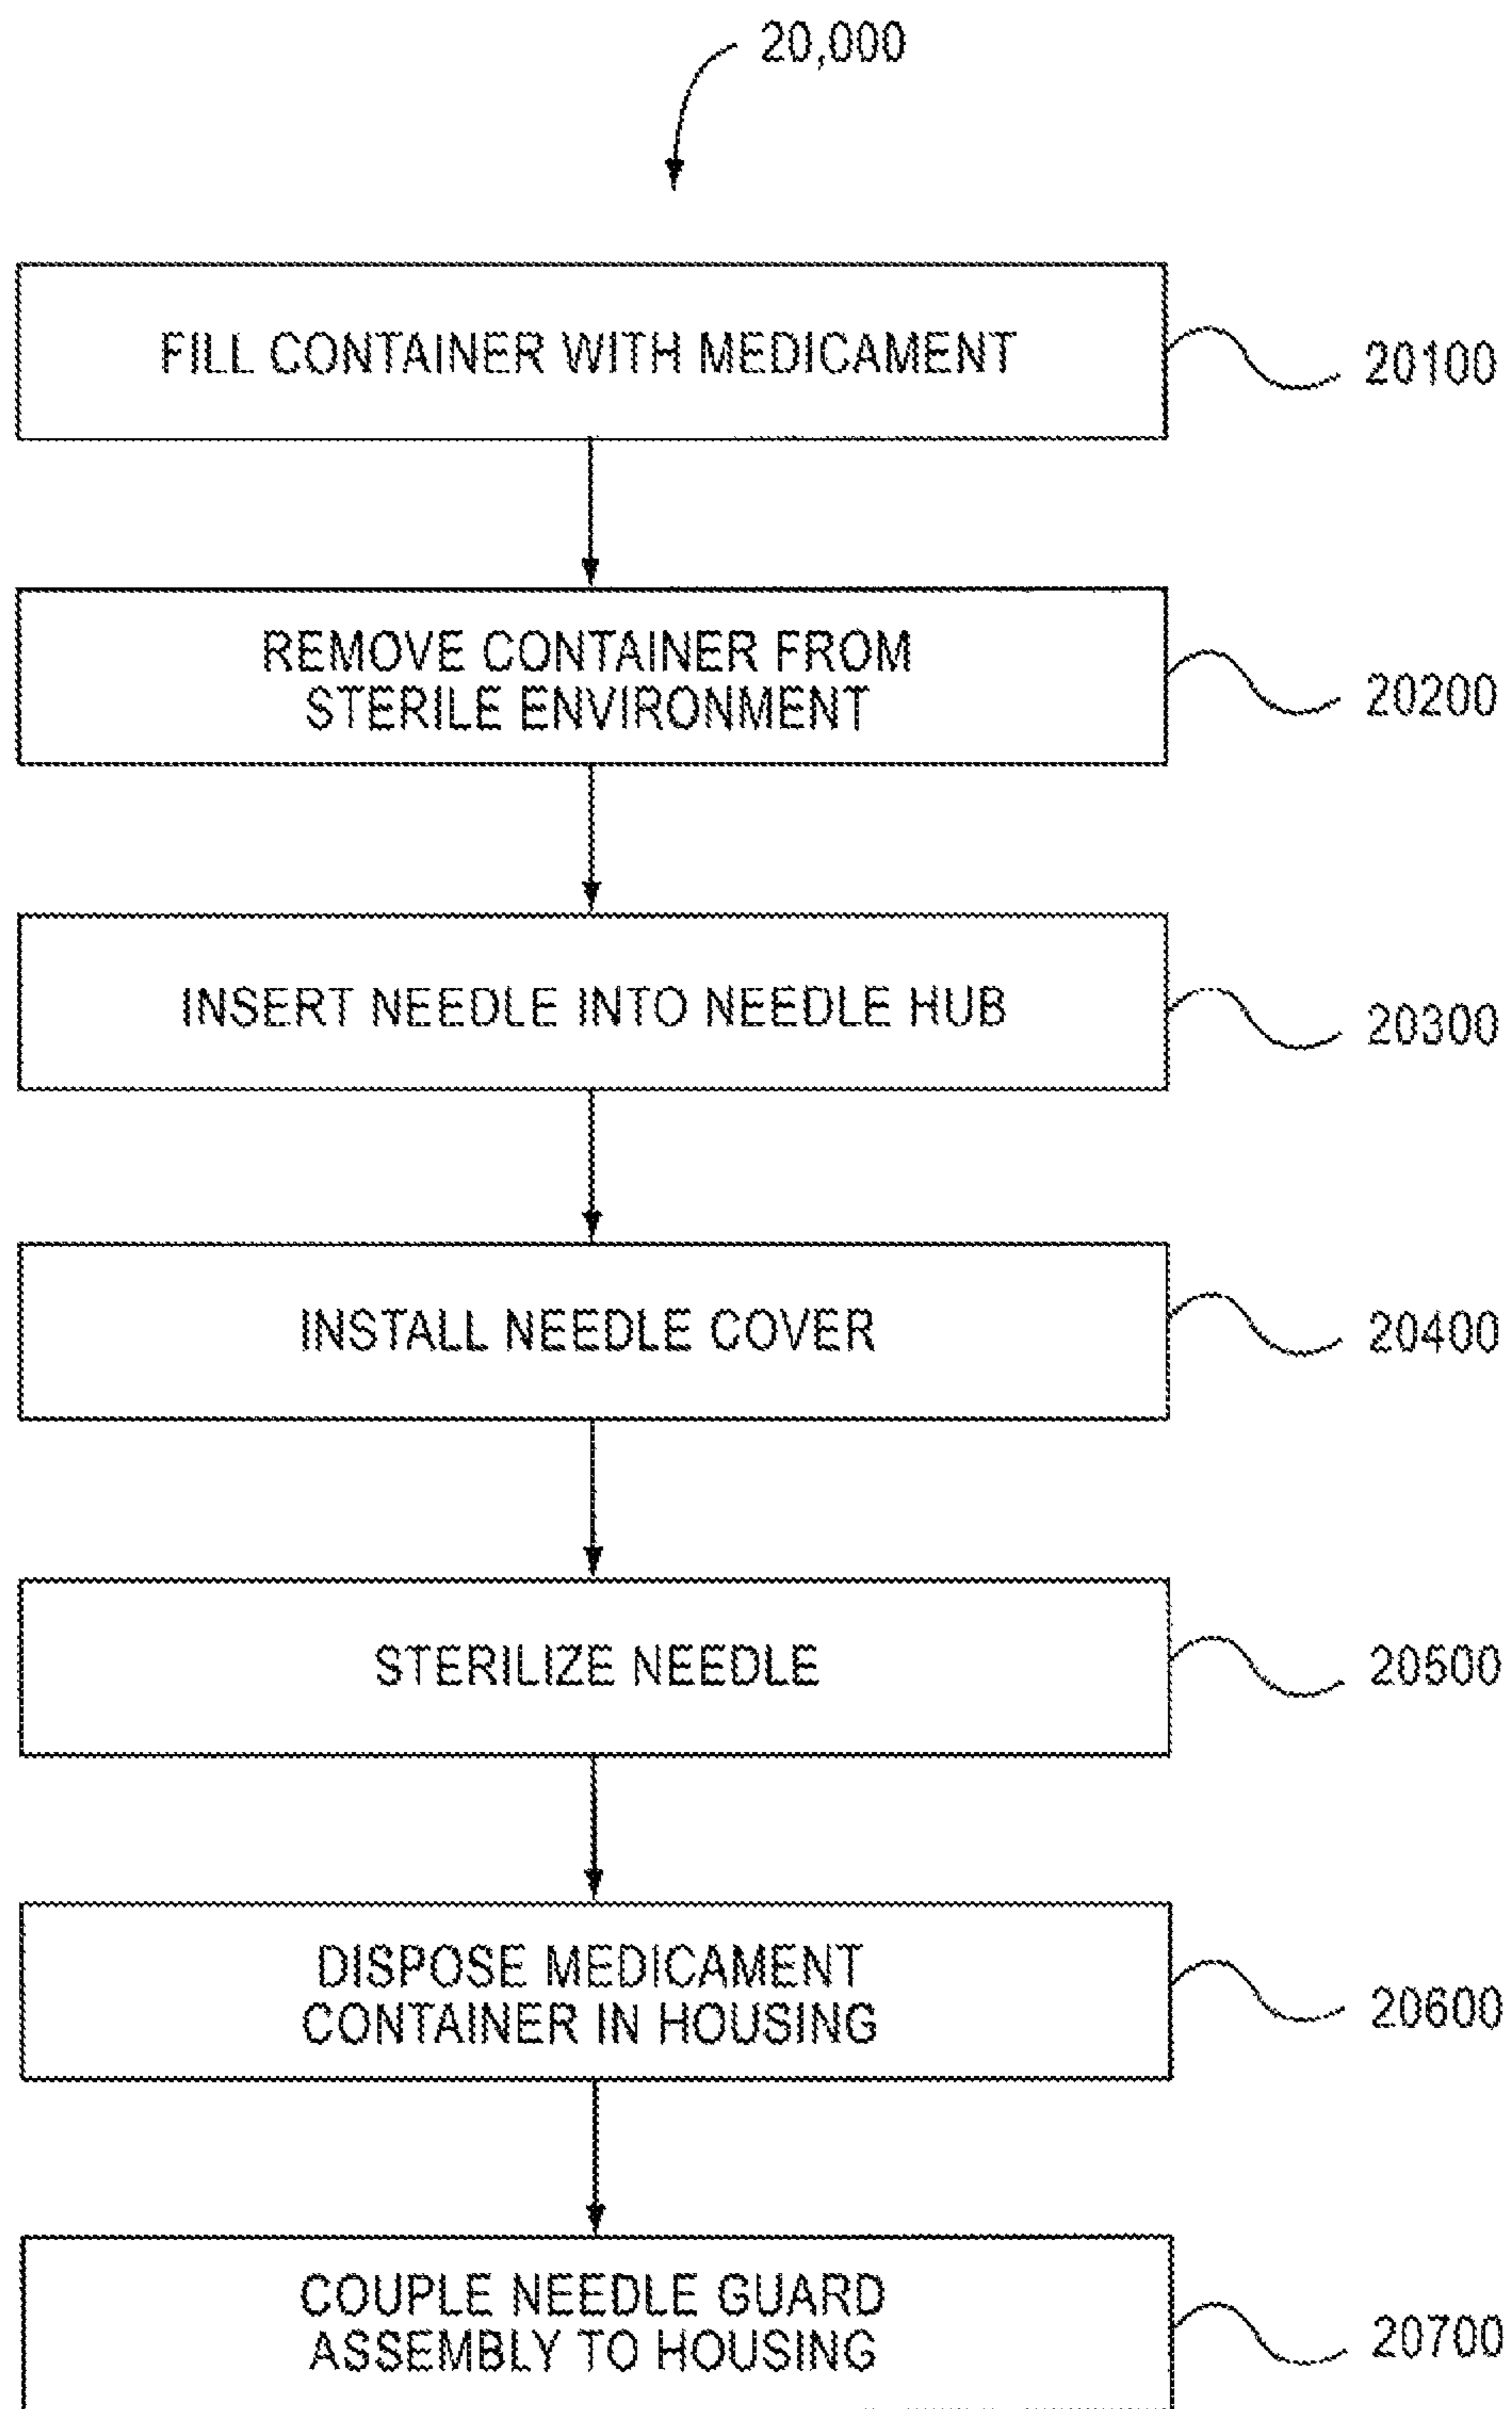 20,000
FILL CONTAINER WITH MEDICAMENT
20100
REMOVE CONTAINER FROM
STERILE ENVIRONMENT
20200
INSERT NEEDLE INTO NEEDLE HUB
20300
INSTALL NEEDLE COVER
20400
STERILIZE NEEDLE
20500
DISPOSE MEDICAMENT
CONTAINER IN HOUSING
20600
COUPLE NEEDLE GUARD
ASSEMBLY TO HOUSING
20700